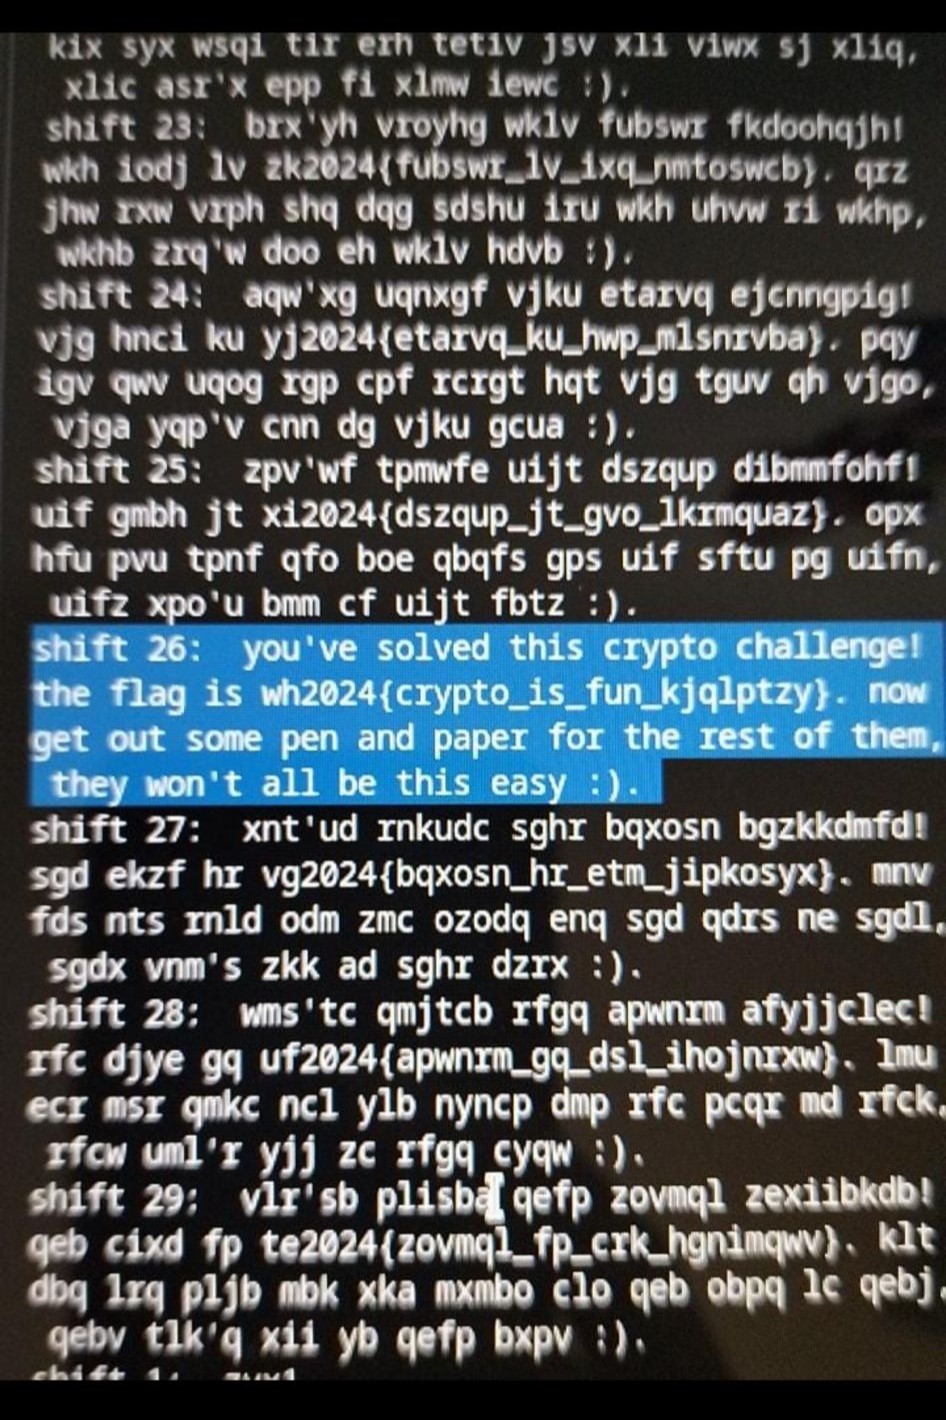 kix syx wsqi tir erh tetiv jsv xli viwx sj xliq,
xlic asr'x epp fi xlmw iewc :).
shift 23:  brx'yh vroyhg wklv fubswr fkdoohqjh!
wkh iodj lv zk2024{fubswr_lv_ixq_nmtoswcb}. qrz
jhw rxw vrph shq dqg sdshu iru wkh uhvw ri wkhp,
wkhb zrq'w doo eh wklv hdvb :).
shift 24:  aqw'xg uqnxgf vjku etarvq ejcnngpig!
vjg hnci ku yj2024{etarvq_ku_hwp_mlsnrvba}. pqy
igv qwv uqog rgp cpf rcrgt hqt vjg tguv qh vjgo,
vjga yqp'v cnn dg vjku gcua :).
shift 25:  zpv'wf tpmwfe uijt dszqup dibmmfohf!
uif gmbh jt xi2024{dszqup_jt_gvo_lkrmquaz}. opx
hfu pvu tpnf qfo boe qbqfs gps uif sftu pg uifn,
uifz xpo'u bmm cf uijt fbtz :).
shift 26:  you've solved this crypto challenge!
the flag is wh2024{crypto_is_fun_kjqlptzy}. now
get out some pen and paper for the rest of them,
they won't all be this easy :).
shift 27:  xnt'ud rnkudc sghr bqxosn bgzkkdmfd!
sgd ekzf hr vg2024{bqxosn_hr_etm_jipkosyx}. mnv
fds nts rnld odm zmc ozodq enq sgd qdrs ne sgdl,
sgdx vnm's zkk ad sghr dzrx :).
shift 28:  wms'tc qmjtcb rfgq apwnrm afyjjclec!
rfc djye gq uf2024{apwnrm_gq_dsl_ihojnrxw}. lmu
ecr msr qmkc ncl ylb nyncp dmp rfc pcqr md rfck,
rfcw uml'r yjj zc rfgq cyqw :).
shift 29:  vlr'sb plisba qefp zovmql zexiibkdb!
qeb cixd fp te2024{zovmql_fp_crk_hgnimqwv}. klt
dbq lrq pljb mbk xka mxmbo clo qeb obpq lc qebj,
qebv tlk'q xii yb qefp bxpv :).